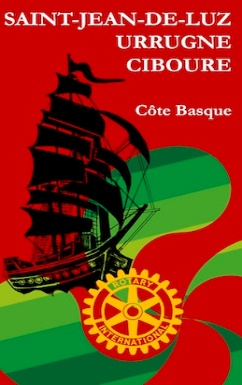 SAINT-JEAN-DE-LUZ
URRUGNE
CIBOURE
Côte Basque
ROTARY
INTERNATIONAL